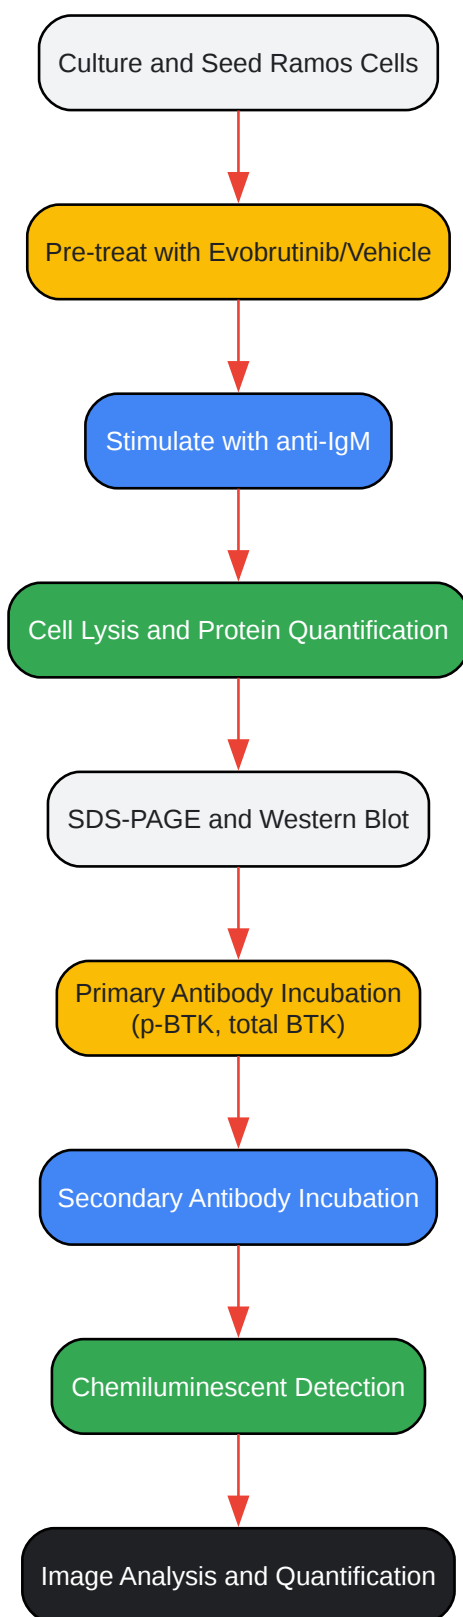 Culture and Seed Ramos Cells
Pre-treat with Evobrutinib/Vehicle
Stimulate with anti-IgM
Cell Lysis and Protein Quantification
SDS-PAGE and Western Blot
Primary Antibody Incubation
(p-BTK, total BTK)
Secondary Antibody Incubation
Chemiluminescent Detection
Image Analysis and Quantification